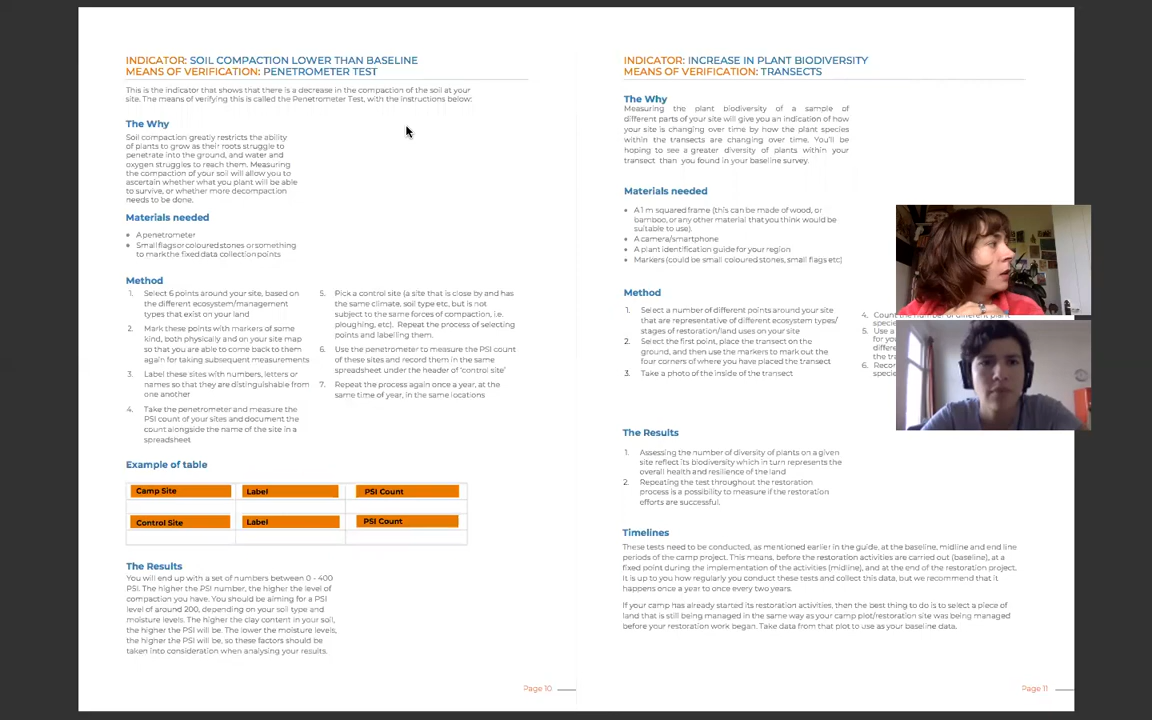 INDICATOR: SOIL COMPACTION LOWER THAN BASELINE
MEANS OF VERIFICATION: PENETROMETER TEST
This is the indicator that shows that there is a decrease in the compaction of the soil at your
site. The means of verifying this is called the Penetrometer Test, with the instructions below:
The Why
Soil compaction greatly restricts the ability
of plants to grow as their roots struggle to
penetrate into the ground, and water and
oxygen struggles to reach them. Measuring
the compaction of your soil will allow you to
ascertain whether what you plant will be able
to survive, or whether more decompaction
needs to be done.
Materials needed
• A penetrometer
• Small flags or coloured stones or something
to mark the fixed data collection points
Method
1. Select 6 points around your site, based on
the different ecosystem/management
types that exist on your land
2. Mark these points with markers of some
kind, both physically and on your site map
so that you are able to come back to them
again for taking subsequent measurements
3. Label these sites with numbers, letters or
names so that they are distinguishable from
one another
4. Take the penetrometer and measure the
PSI count of your sites and document the
count alongside the name of the site in a
spreadsheet
5. Pick a control site (a site that is close by and has
the same climate, soil type etc, but is not
subject to the same forces of compaction, i.e.
ploughing, etc). Repeat the process of selecting
points and labelling them.
6. Use the penetrometer to measure the PSI count
of these sites and record them in the same
spreadsheet under the header of 'control site'
7. Repeat the process again once a year, at the
same time of year, in the same locations
Example of table
Camp Site Label PSI Count
Control Site Label PSI Count
The Results
You will end up with a set of numbers between 0 - 400
PSI. The higher the PSI number, the higher the level of
compaction you have. You should be aiming for a PSI
level of around 200, depending on your soil type and
moisture levels. The higher the clay content in your soil,
the higher the PSI will be. The lower the moisture levels,
the higher the PSI will be, so these factors should be
taken into consideration when analysing your results.
Page 10
INDICATOR: INCREASE IN PLANT BIODIVERSITY
MEANS OF VERIFICATION: TRANSECTS
The Why
Measuring the plant biodiversity of a sample of
different parts of your site will give you an indication of how
your site is changing over time by how the plant species
within the transects are changing over time. You'll be
hoping to see a greater diversity of plants within your
transect than you found in your baseline survey.
Materials needed
• A 1 m squared frame (this can be made of wood, or
bamboo, or any other material that you think would be
suitable to use).
• A camera/smartphone
• A plant identification guide for your region
• Markers (could be small coloured stones, small flags etc)
Method
1. Select a number of different points around your site
that are representative of different ecosystem types/
stages of restoration/land uses on your site
2. Select the first point, place the transect on the
ground, and then use the markers to mark out the
four corners of where you have placed the transect
3. Take a photo of the inside of the transect
4. Count the number of different plant
specie
5. Use a
for you
differe
the tra
6. Recor
specie
The Results
1. Assessing the number of diversity of plants on a given
site reflect its biodiversity which in turn represents the
overall health and resilience of the land
2. Repeating the test throughout the restoration
process is a possibility to measure if the restoration
efforts are successful.
Timelines
These tests need to be conducted, as mentioned earlier in the guide, at the baseline, midline and end line
periods of the camp project. This means, before the restoration activities are carried out (baseline), at a
fixed point during the implementation of the activities (midline), and at the end of the restoration project.
It is up to you how regularly you conduct these tests and collect this data, but we recommend that it
happens once a year to once every two years.
If your camp has already started its restoration activities, then the best thing to do is to select a piece of
land that is still being managed in the same way as your camp plot/restoration site was being managed
before your restoration work began. Take data from that plot to use as your baseline data.
Page 11